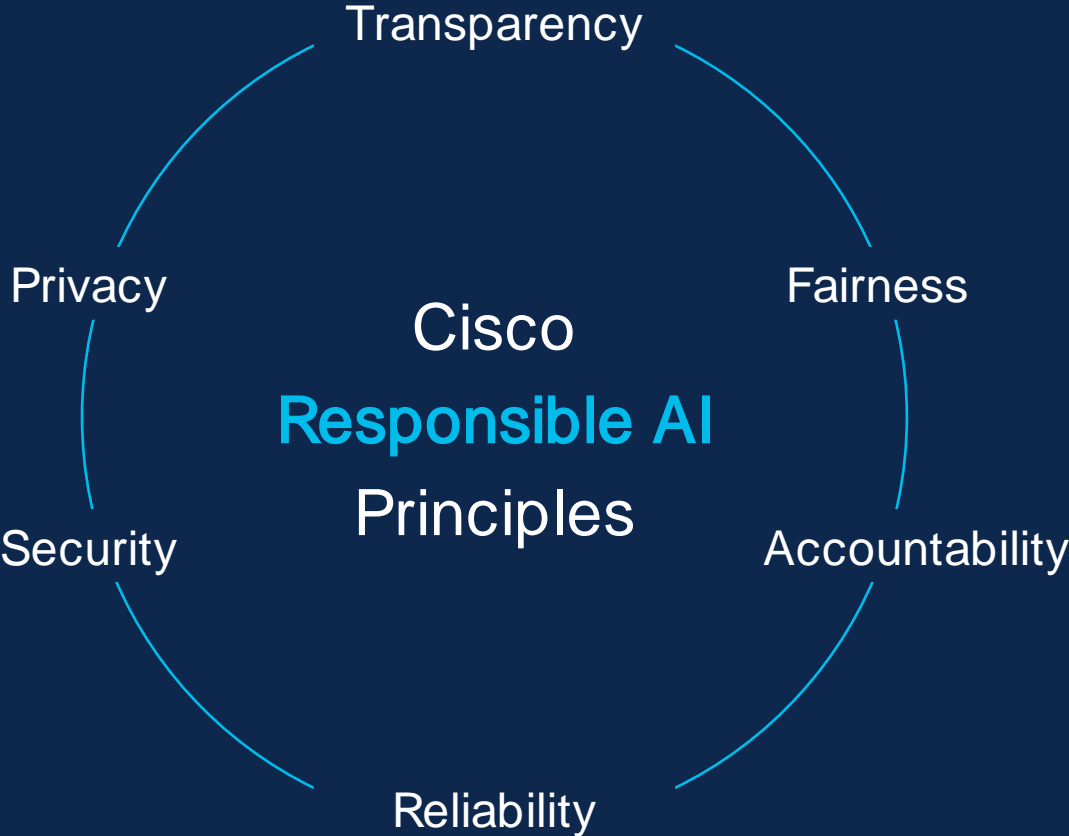 Transparency
Privacy
Fairness
Cisco
Responsible AI
Principles
Security
Accountability
Reliability